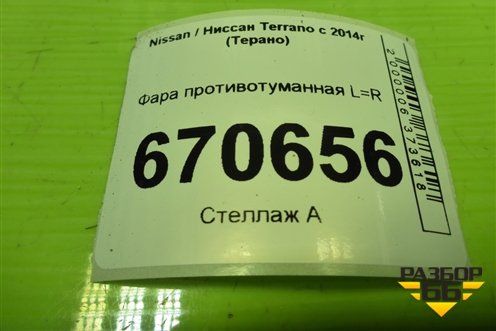 Nissan / Ниссан Terrano с 2014г
(Терано)
Фара противотуманная L=R
670656
Стеллаж А
2000006373618
РАЗБОР
66